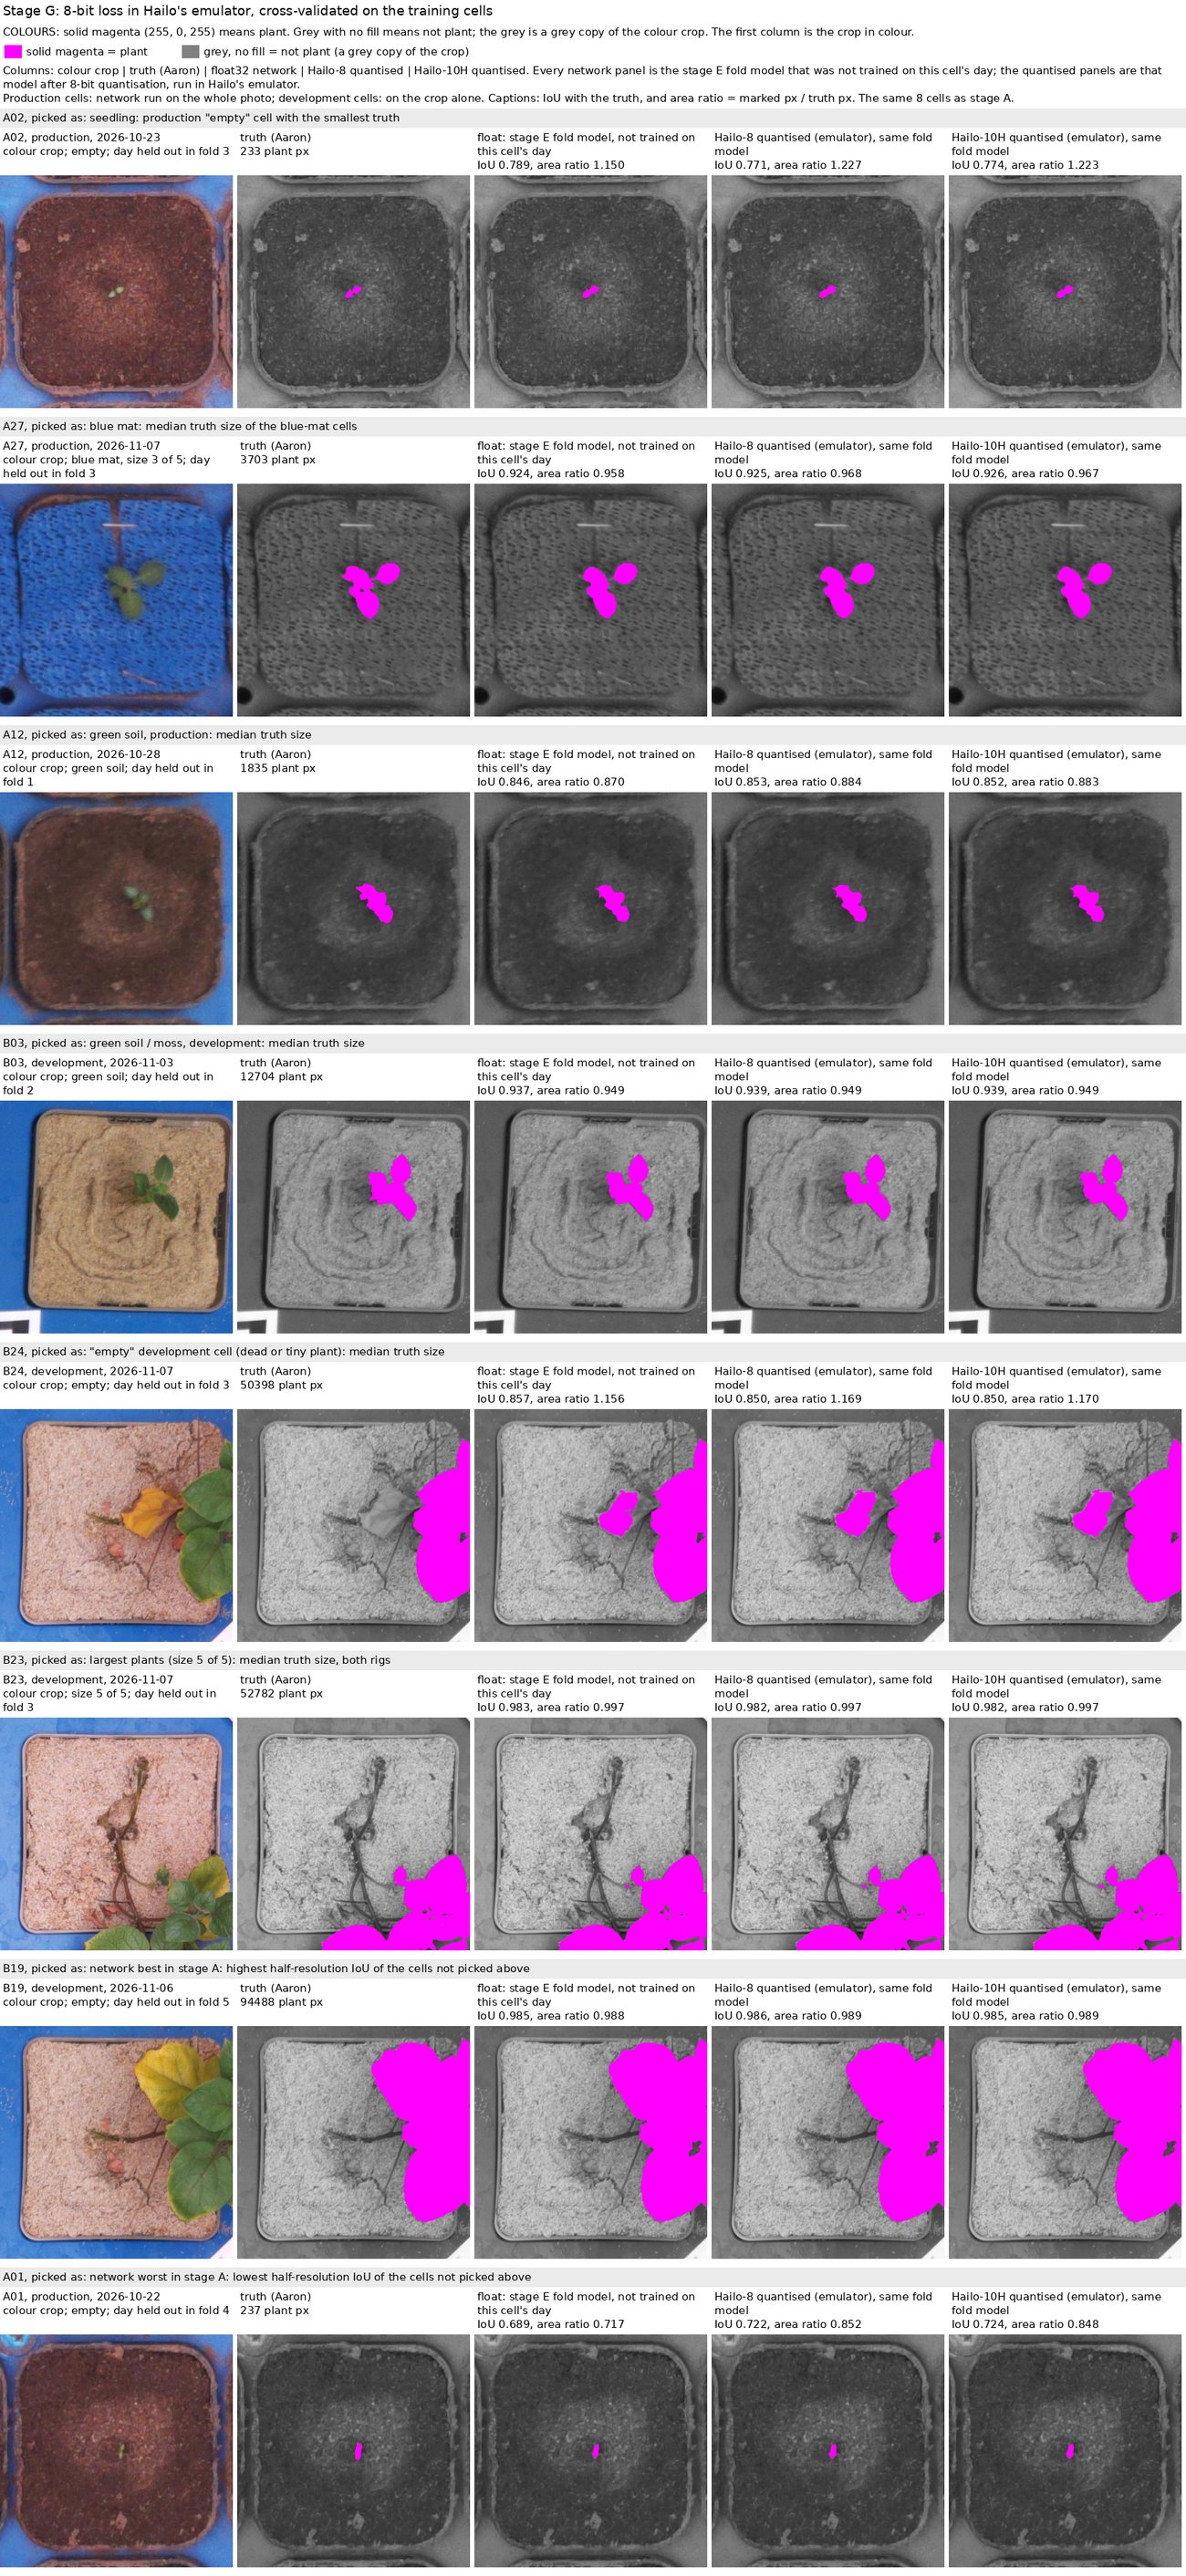 Stage G: 8-bit loss in Hailo's emulator, cross-validated on the training cells
COLOURS: solid magenta (255, 0, 255) means plant. Grey with no fill means not plant; the grey is a grey copy of the colour crop. The first column is the crop in colour.
solid magenta = plant
grey, no fill = not plant (a grey copy of the crop)
Columns: colour crop | truth (Aaron) | float32 network | Hailo-8 quantised | Hailo-10H quantised. Every network panel is the stage E fold model that was not trained on this cell's day; the quantised panels are that
model after 8-bit quantisation, run in Hailo's emulator.
Production cells: network run on the whole photo; development cells: on the crop alone. Captions: IoU with the truth, and area ratio = marked px / truth px. The same 8 cells as stage A.
A02, picked as: seedling: production "empty" cell with the smallest truth
A02, production, 2026-10-23
colour crop; empty; day held out in fold 3
truth (Aaron)
233 plant px
float: stage E fold model, not trained on
this cell's day
IoU 0.789, area ratio 1.150
Hailo-8 quantised (emulator), same fold
model
IoU 0.771, area ratio 1.227
Hailo-10H quantised (emulator), same
fold model
IoU 0.774, area ratio 1.223
A27, picked as: blue mat: median truth size of the blue-mat cells
A27, production, 2026-11-07
colour crop; blue mat, size 3 of 5; day
held out in fold 3
truth (Aaron)
3703 plant px
float: stage E fold model, not trained on
this cell's day
IoU 0.924, area ratio 0.958
Hailo-8 quantised (emulator), same fold
model
IoU 0.925, area ratio 0.968
Hailo-10H quantised (emulator), same
fold model
IoU 0.926, area ratio 0.967
A12, picked as: green soil, production: median truth size
A12, production, 2026-10-28
colour crop; green soil; day held out in
fold 1
truth (Aaron)
1835 plant px
float: stage E fold model, not trained on
this cell's day
IoU 0.846, area ratio 0.870
Hailo-8 quantised (emulator), same fold
model
IoU 0.853, area ratio 0.884
Hailo-10H quantised (emulator), same
fold model
IoU 0.852, area ratio 0.883
B03, picked as: green soil / moss, development: median truth size
B03, development, 2026-11-03
colour crop; green soil; day held out in
fold 2
truth (Aaron)
12704 plant px
float: stage E fold model, not trained on
this cell's day
IoU 0.937, area ratio 0.949
Hailo-8 quantised (emulator), same fold
model
IoU 0.939, area ratio 0.949
Hailo-10H quantised (emulator), same
fold model
IoU 0.939, area ratio 0.949
B24, picked as: "empty" development cell (dead or tiny plant): median truth size
B24, development, 2026-11-07
colour crop; empty; day held out in fold 3
truth (Aaron)
50398 plant px
float: stage E fold model, not trained on
this cell's day
IoU 0.857, area ratio 1.156
Hailo-8 quantised (emulator), same fold
model
IoU 0.850, area ratio 1.169
Hailo-10H quantised (emulator), same
fold model
IoU 0.850, area ratio 1.170
B23, picked as: largest plants (size 5 of 5): median truth size, both rigs
B23, development, 2026-11-07
colour crop; size 5 of 5; day held out in
fold 3
truth (Aaron)
52782 plant px
float: stage E fold model, not trained on
this cell's day
IoU 0.983, area ratio 0.997
Hailo-8 quantised (emulator), same fold
model
IoU 0.982, area ratio 0.997
Hailo-10H quantised (emulator), same
fold model
IoU 0.982, area ratio 0.997
B19, picked as: network best in stage A: highest half-resolution IoU of the cells not picked above
B19, development, 2026-11-06
colour crop; empty; day held out in fold 5
truth (Aaron)
94488 plant px
float: stage E fold model, not trained on
this cell's day
IoU 0.985, area ratio 0.988
Hailo-8 quantised (emulator), same fold
model
IoU 0.986, area ratio 0.989
Hailo-10H quantised (emulator), same
fold model
IoU 0.985, area ratio 0.989
A01, picked as: network worst in stage A: lowest half-resolution IoU of the cells not picked above
A01, production, 2026-10-22
colour crop; empty; day held out in fold 4
truth (Aaron)
237 plant px
float: stage E fold model, not trained on
this cell's day
IoU 0.689, area ratio 0.717
Hailo-8 quantised (emulator), same fold
model
IoU 0.722, area ratio 0.852
Hailo-10H quantised (emulator), same
fold model
IoU 0.724, area ratio 0.848